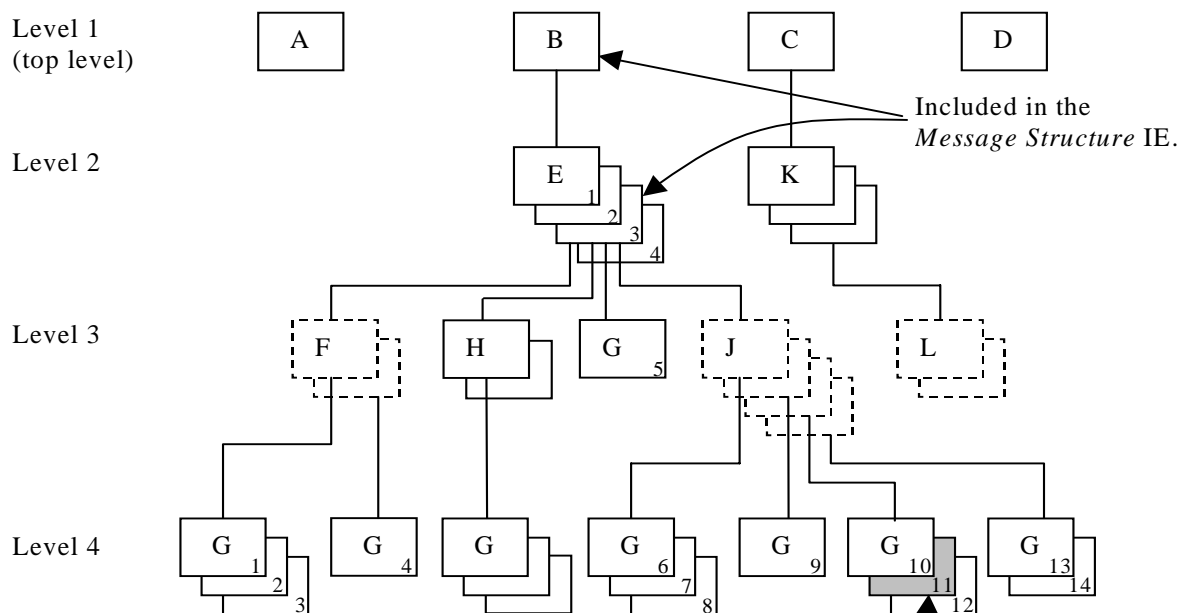 Level 1
(top level)
A
B
C
D
Included in the
Message Structure IE.
Level 2
E
1
2
3
4
K
Level 3
F
H
G
5
J
L
Level 4
G
1
2
3
G
4
G
G
6
7
8
G
9
G
10
11
12
G
13
14